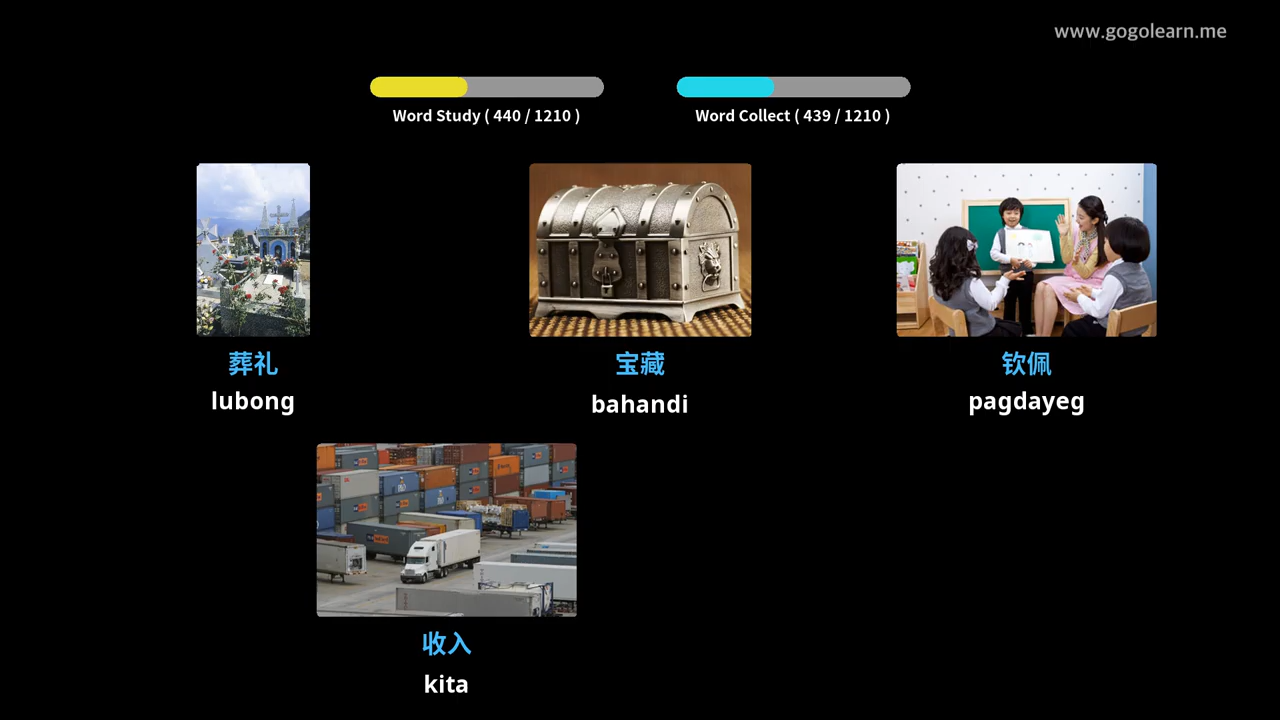 www.gogolearn.me
Word Study ( 440 / 1210 )
Word Collect ( 439 / 1210 )
葬礼
lubong
宝藏
bahandi
钦佩
pagdayeg
收入
kita